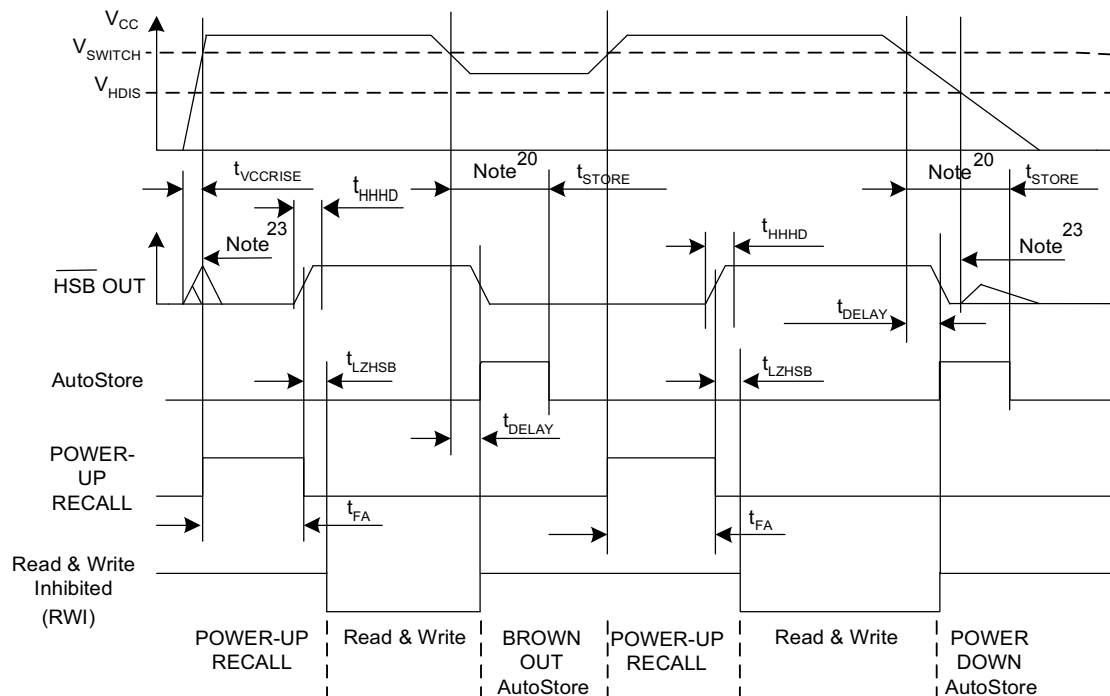 VCC
VSWITCH
VHDIS
tVCCRISE
tHHHD
Note20
tSTORE
Note20
tSTORE
Note23
tHHHD
Note23
HSB OUT
tDELAY
AutoStore
tLZHSB
tLZHSB
tDELAY
POWER-
UP
RECALL
tFA
tFA
Read & Write
Inhibited
(RWI)
POWER-UP
RECALL
Read & Write
BROWN
OUT
AutoStore
POWER-UP
RECALL
Read & Write
POWER
DOWN
AutoStore